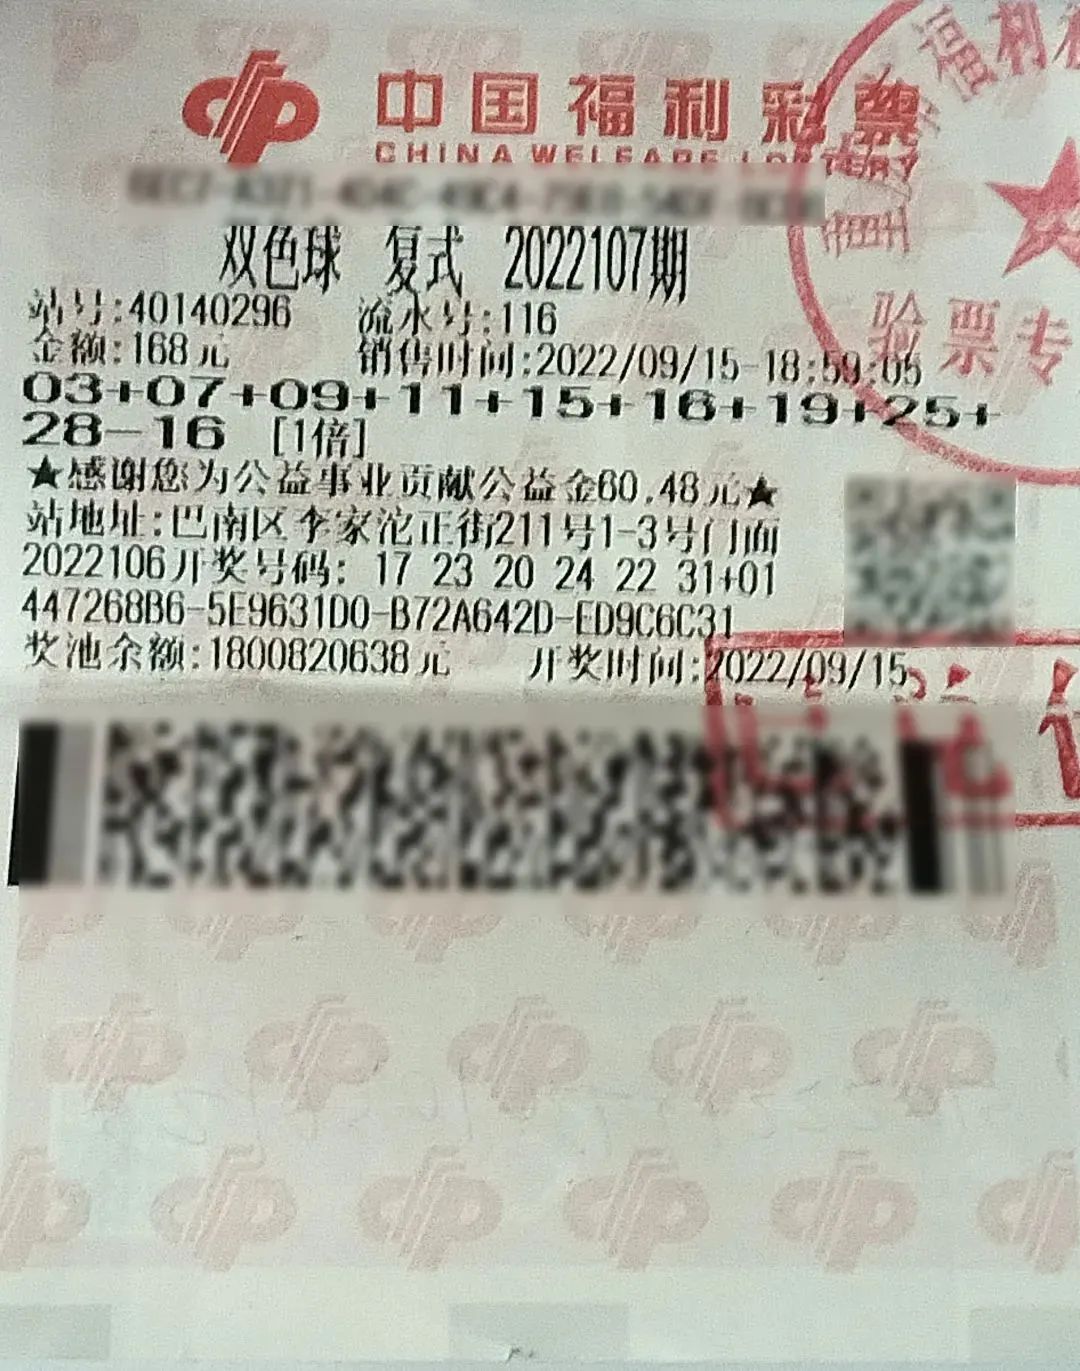 中国福利彩票
CHINA WELFARE LOTTERY
双色球 复式 2022107期
站号:40140296 流水号:116
金额:168元 销售时间:2022/09/15-18:59:05
03+07+09+11+15+16+19+25+
28-16 [1倍]
★感谢您为公益事业贡献公益金60.48元★
站地址:巴南区李家沱正街211号1-3号门面
2022106开奖号码: 17 23 20 24 22 31+01
447268B6-5E9631D0-B72A642D-ED9C6C31
奖池余额:1800820638元 开奖时间:2022/09/15
福利
验票专
已兑